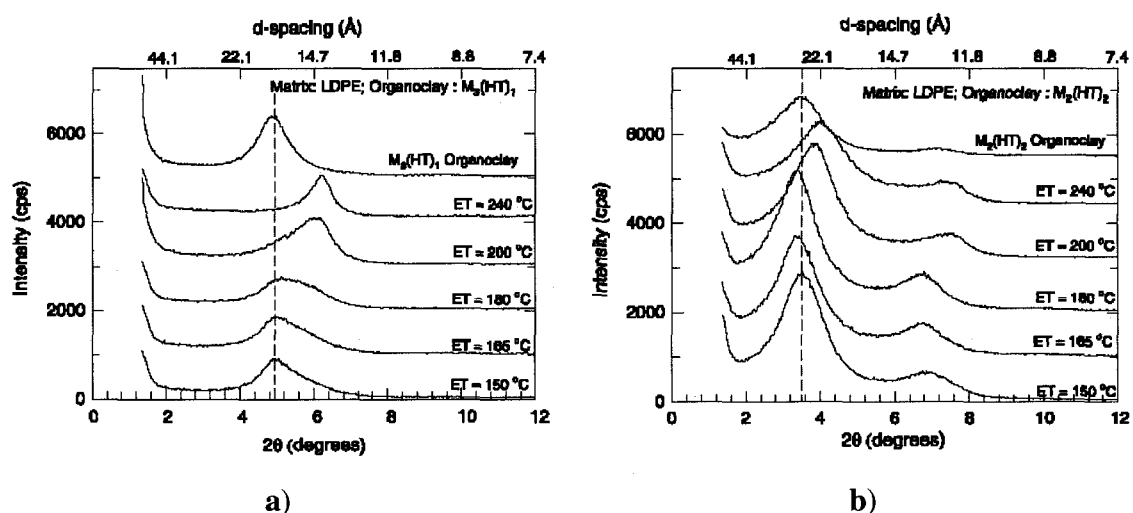 d-spacing (Å)
44.1 22.1 14.7 11.8 8.8 7.4
Matrix: LDPE; Organoclay : M₃(HT)₁
M₃(HT)₁ Organoclay
ET = 240 °C
ET = 200 °C
ET = 180 °C
ET = 165 °C
ET = 150 °C
Intensity (cps)
6000
4000
2000
0
0 2 4 6 8 10 12
2θ (degrees)
a)
d-spacing (Å)
44.1 22.1 14.7 11.8 8.8 7.4
Matrix: LDPE; Organoclay : M₂(HT)₂
M₂(HT)₂ Organoclay
ET = 240 °C
ET = 200 °C
ET = 180 °C
ET = 165 °C
ET = 150 °C
Intensity (cps)
8000
6000
4000
2000
0
0 2 4 6 8 10 12
2θ (degrees)
b)